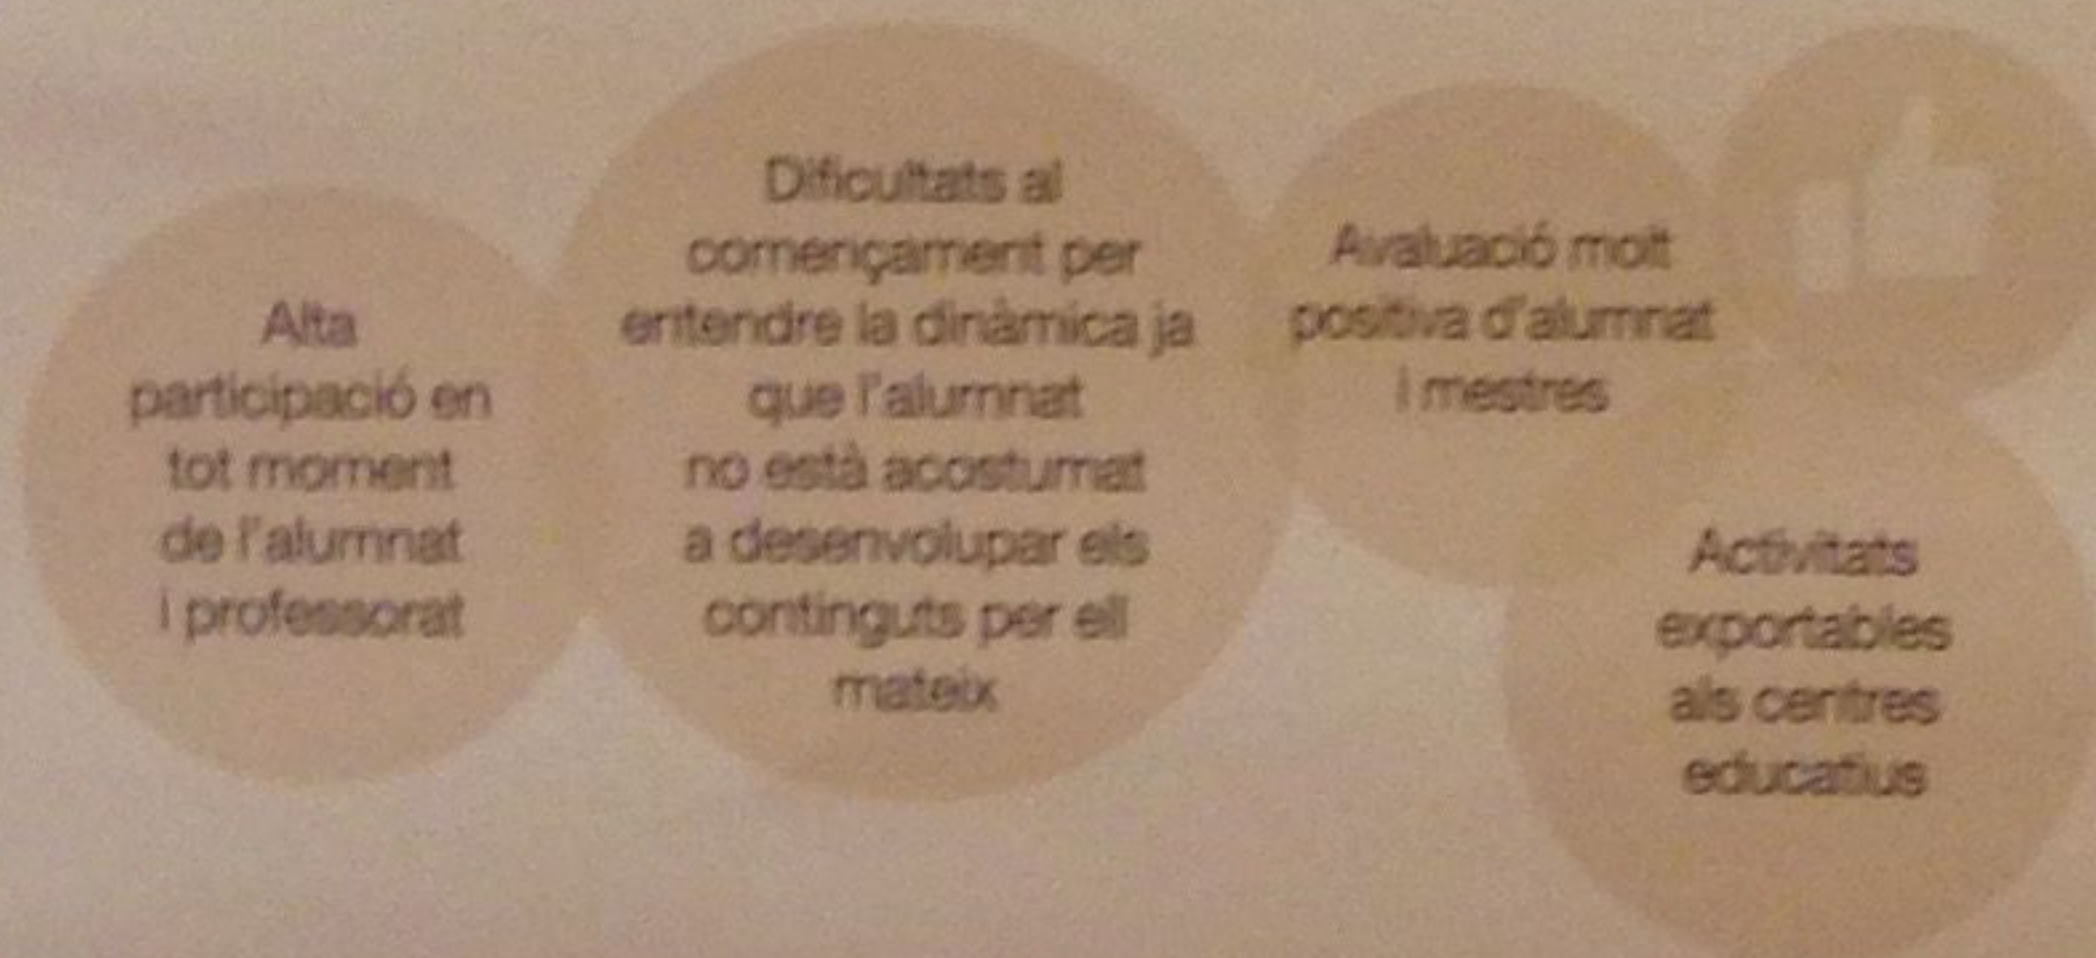 Alta
participació en
tot moment
de l'alumnat
i professorat
Dificultats al
començament per
entendre la dinàmica ja
que l'alumnat
no està acostumat
a desenvolupar els
continguts per ell
mateix
Avaluació molt
positiva d'alumnat
i mestres
Activitats
exportables
als centres
educatius